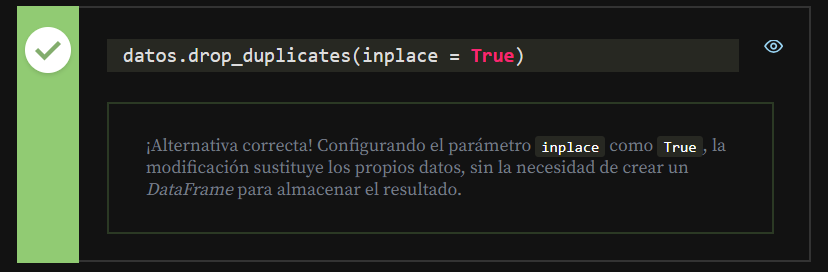 datos.drop_duplicates(inplace = True)
¡Alternativa correcta! Configurando el parámetro inplace como True, la
modificación sustituye los propios datos, sin la necesidad de crear un
DataFrame para almacenar el resultado.